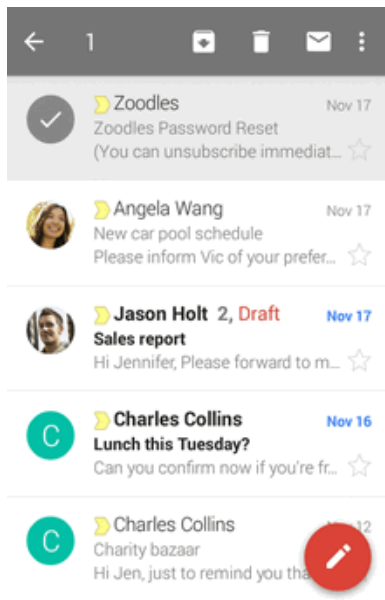 1
Zoodles Nov 17
Zoodles Password Reset
(You can unsubscribe immediat...
Angela Wang Nov 17
New car pool schedule
Please inform Vic of your prefer...
Jason Holt 2, Draft Nov 17
Sales report
Hi Jennifer, Please forward to m...
C
Charles Collins Nov 16
Lunch this Tuesday?
Can you confirm now if you're fr...
C
Charles Collins 12
Charity bazaar
Hi Jen, just to remind you